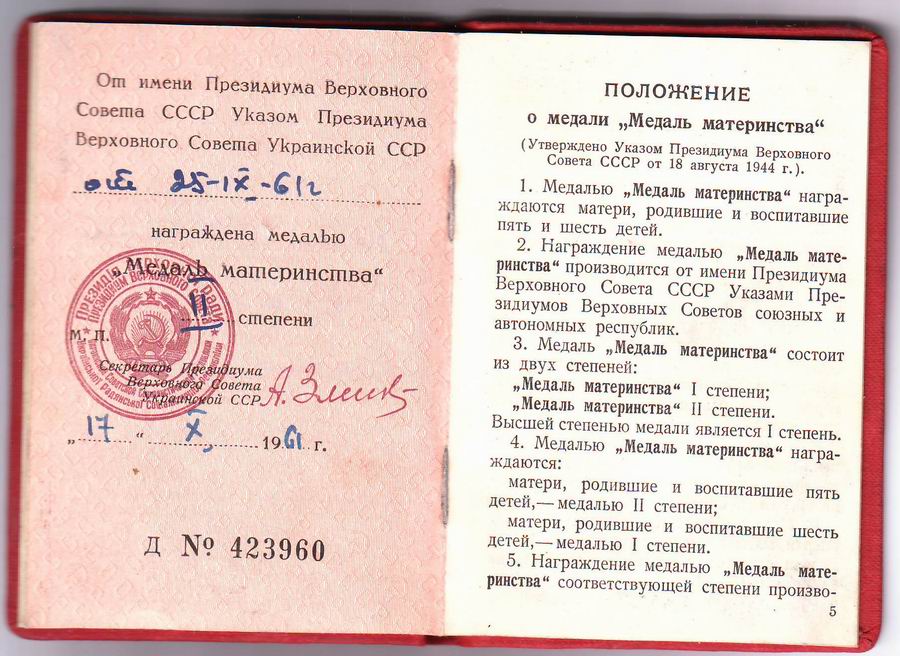 От имени Президиума Верховного
Совета СССР Указом Президиума
Верховного Совета Украинской ССР
от 25-IX-61г
награждена медалью
„Медаль материнства“
II степени
М. П.
Секретарь Президиума
Верховного Совета
Украинской ССР
„17“ X, 1961 г.
Д № 423960
ПОЛОЖЕНИЕ
о медали „Медаль материнства“
(Утверждено Указом Президиума Верховного
Совета СССР от 18 августа 1944 г.).
1. Медалью „Медаль материнства“ награ-
ждаются матери, родившие и воспитавшие
пять и шесть детей.
2. Награждение медалью „Медаль мате-
ринства“ производится от имени Президиума
Верховного Совета СССР Указами Пре-
зидиумов Верховных Советов союзных и
автономных республик.
3. Медаль „Медаль материнства“ состоит
из двух степеней:
„Медаль материнства“ I степени;
„Медаль материнства“ II степени.
Высшей степенью медали является I степень.
4. Медалью „Медаль материнства“ награ-
ждаются:
матери, родившие и воспитавшие пять
детей,— медалью II степени;
матери, родившие и воспитавшие шесть
детей,— медалью I степени.
5. Награждение медалью „Медаль мате-
ринства“ соответствующей степени произво-
5